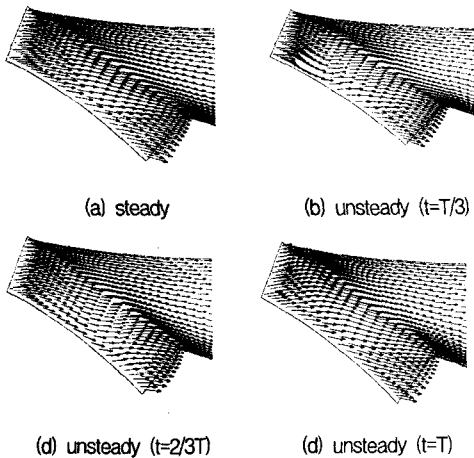 (a) steady
(b) unsteady (t=T/3)
(d) unsteady (t=2/3T)
(d) unsteady (t=T)